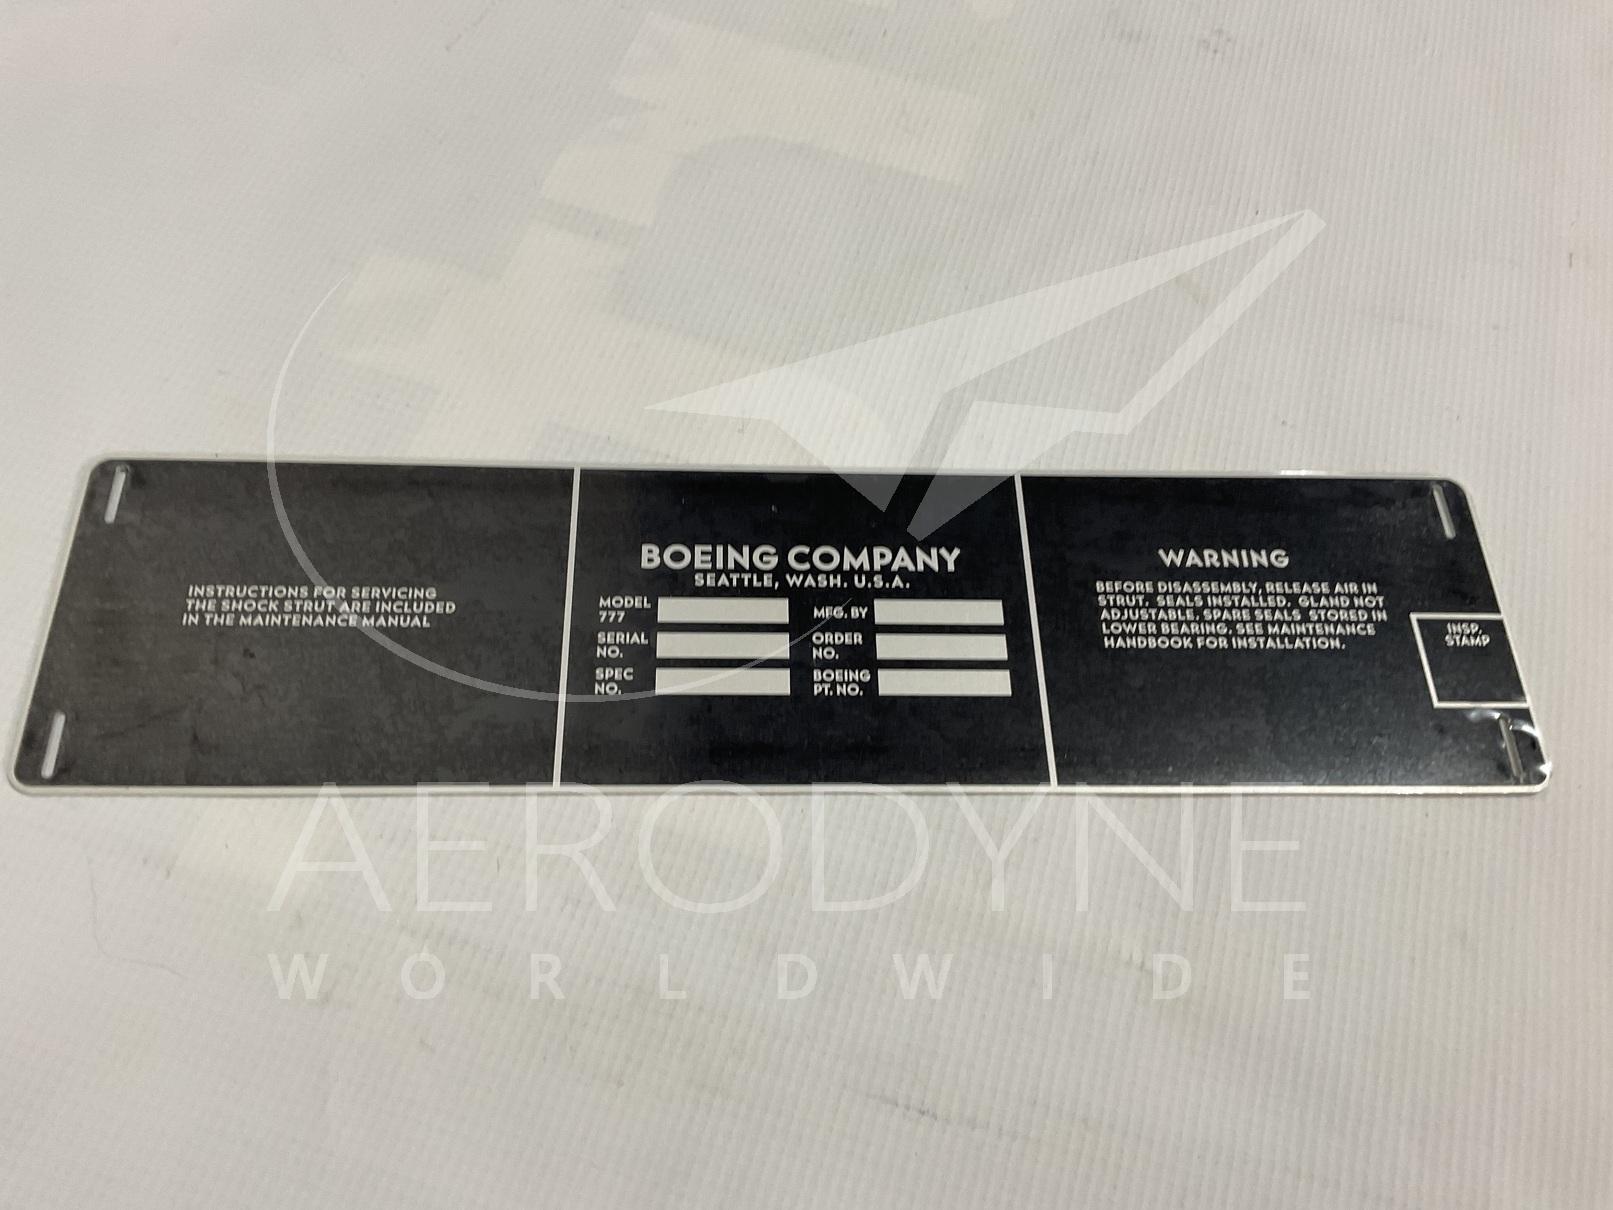 INSTRUCTIONS FOR SERVICING
THE SHOCK STRUT ARE INCLUDED
IN THE MAINTENANCE MANUAL
BOEING COMPANY
SEATTLE, WASH. U.S.A.
MODEL
777
MFG. BY
SERIAL
NO.
ORDER
NO.
SPEC
NO.
BOEING
PT. NO.
WARNING
BEFORE DISASSEMBLY, RELEASE AIR IN
STRUT, SEALS INSTALLED, GLAND NOT
ADJUSTABLE, SPARE SEALS STORED IN
LOWER BEARING. SEE MAINTENANCE
HANDBOOK FOR INSTALLATION.
INSP.
STAMP
AERODYNE
WORLDWIDE